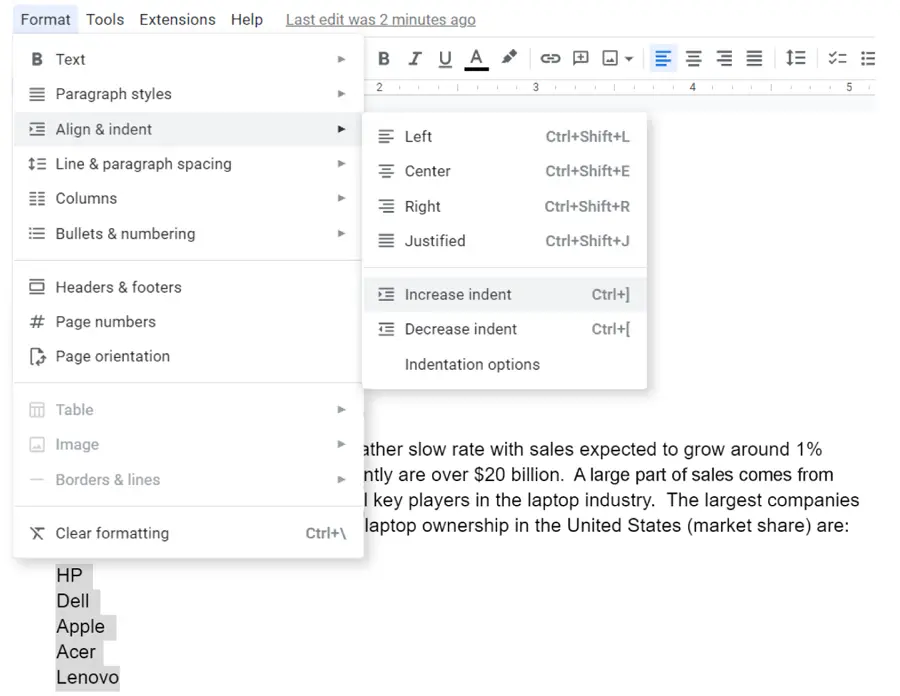 Format Tools Extensions Help Last edit was 2 minutes ago
B I U A
2 3 4 5
B Text
Paragraph styles
Align & indent
Line & paragraph spacing
Columns
Bullets & numbering
Headers & footers
# Page numbers
Page orientation
Table
Image
Borders & lines
Clear formatting Ctrl+\
Left Ctrl+Shift+L
Center Ctrl+Shift+E
Right Ctrl+Shift+R
Justified Ctrl+Shift+J
Increase indent Ctrl+]
Decrease indent Ctrl+[
Indentation options
ather slow rate with sales expected to grow around 1%
ntly are over $20 billion. A large part of sales comes from
l key players in the laptop industry. The largest companies
laptop ownership in the United States (market share) are:
HP
Dell
Apple
Acer
Lenovo